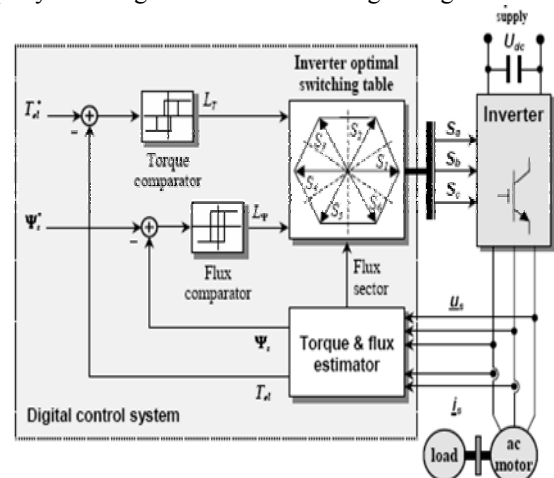 supply
U_dc
Inverter optimal
switching table
Inverter
T*_el
L_T
Torque
comparator
S_1
S_2
S_3
S_4
S_5
S_6
S_a
S_b
S_c
Ψ*_s
L_Ψ
Flux
comparator
Flux
sector
Ψ_s
T_el
Torque & flux
estimator
u_s
i_s
Digital control system
load
ac
motor